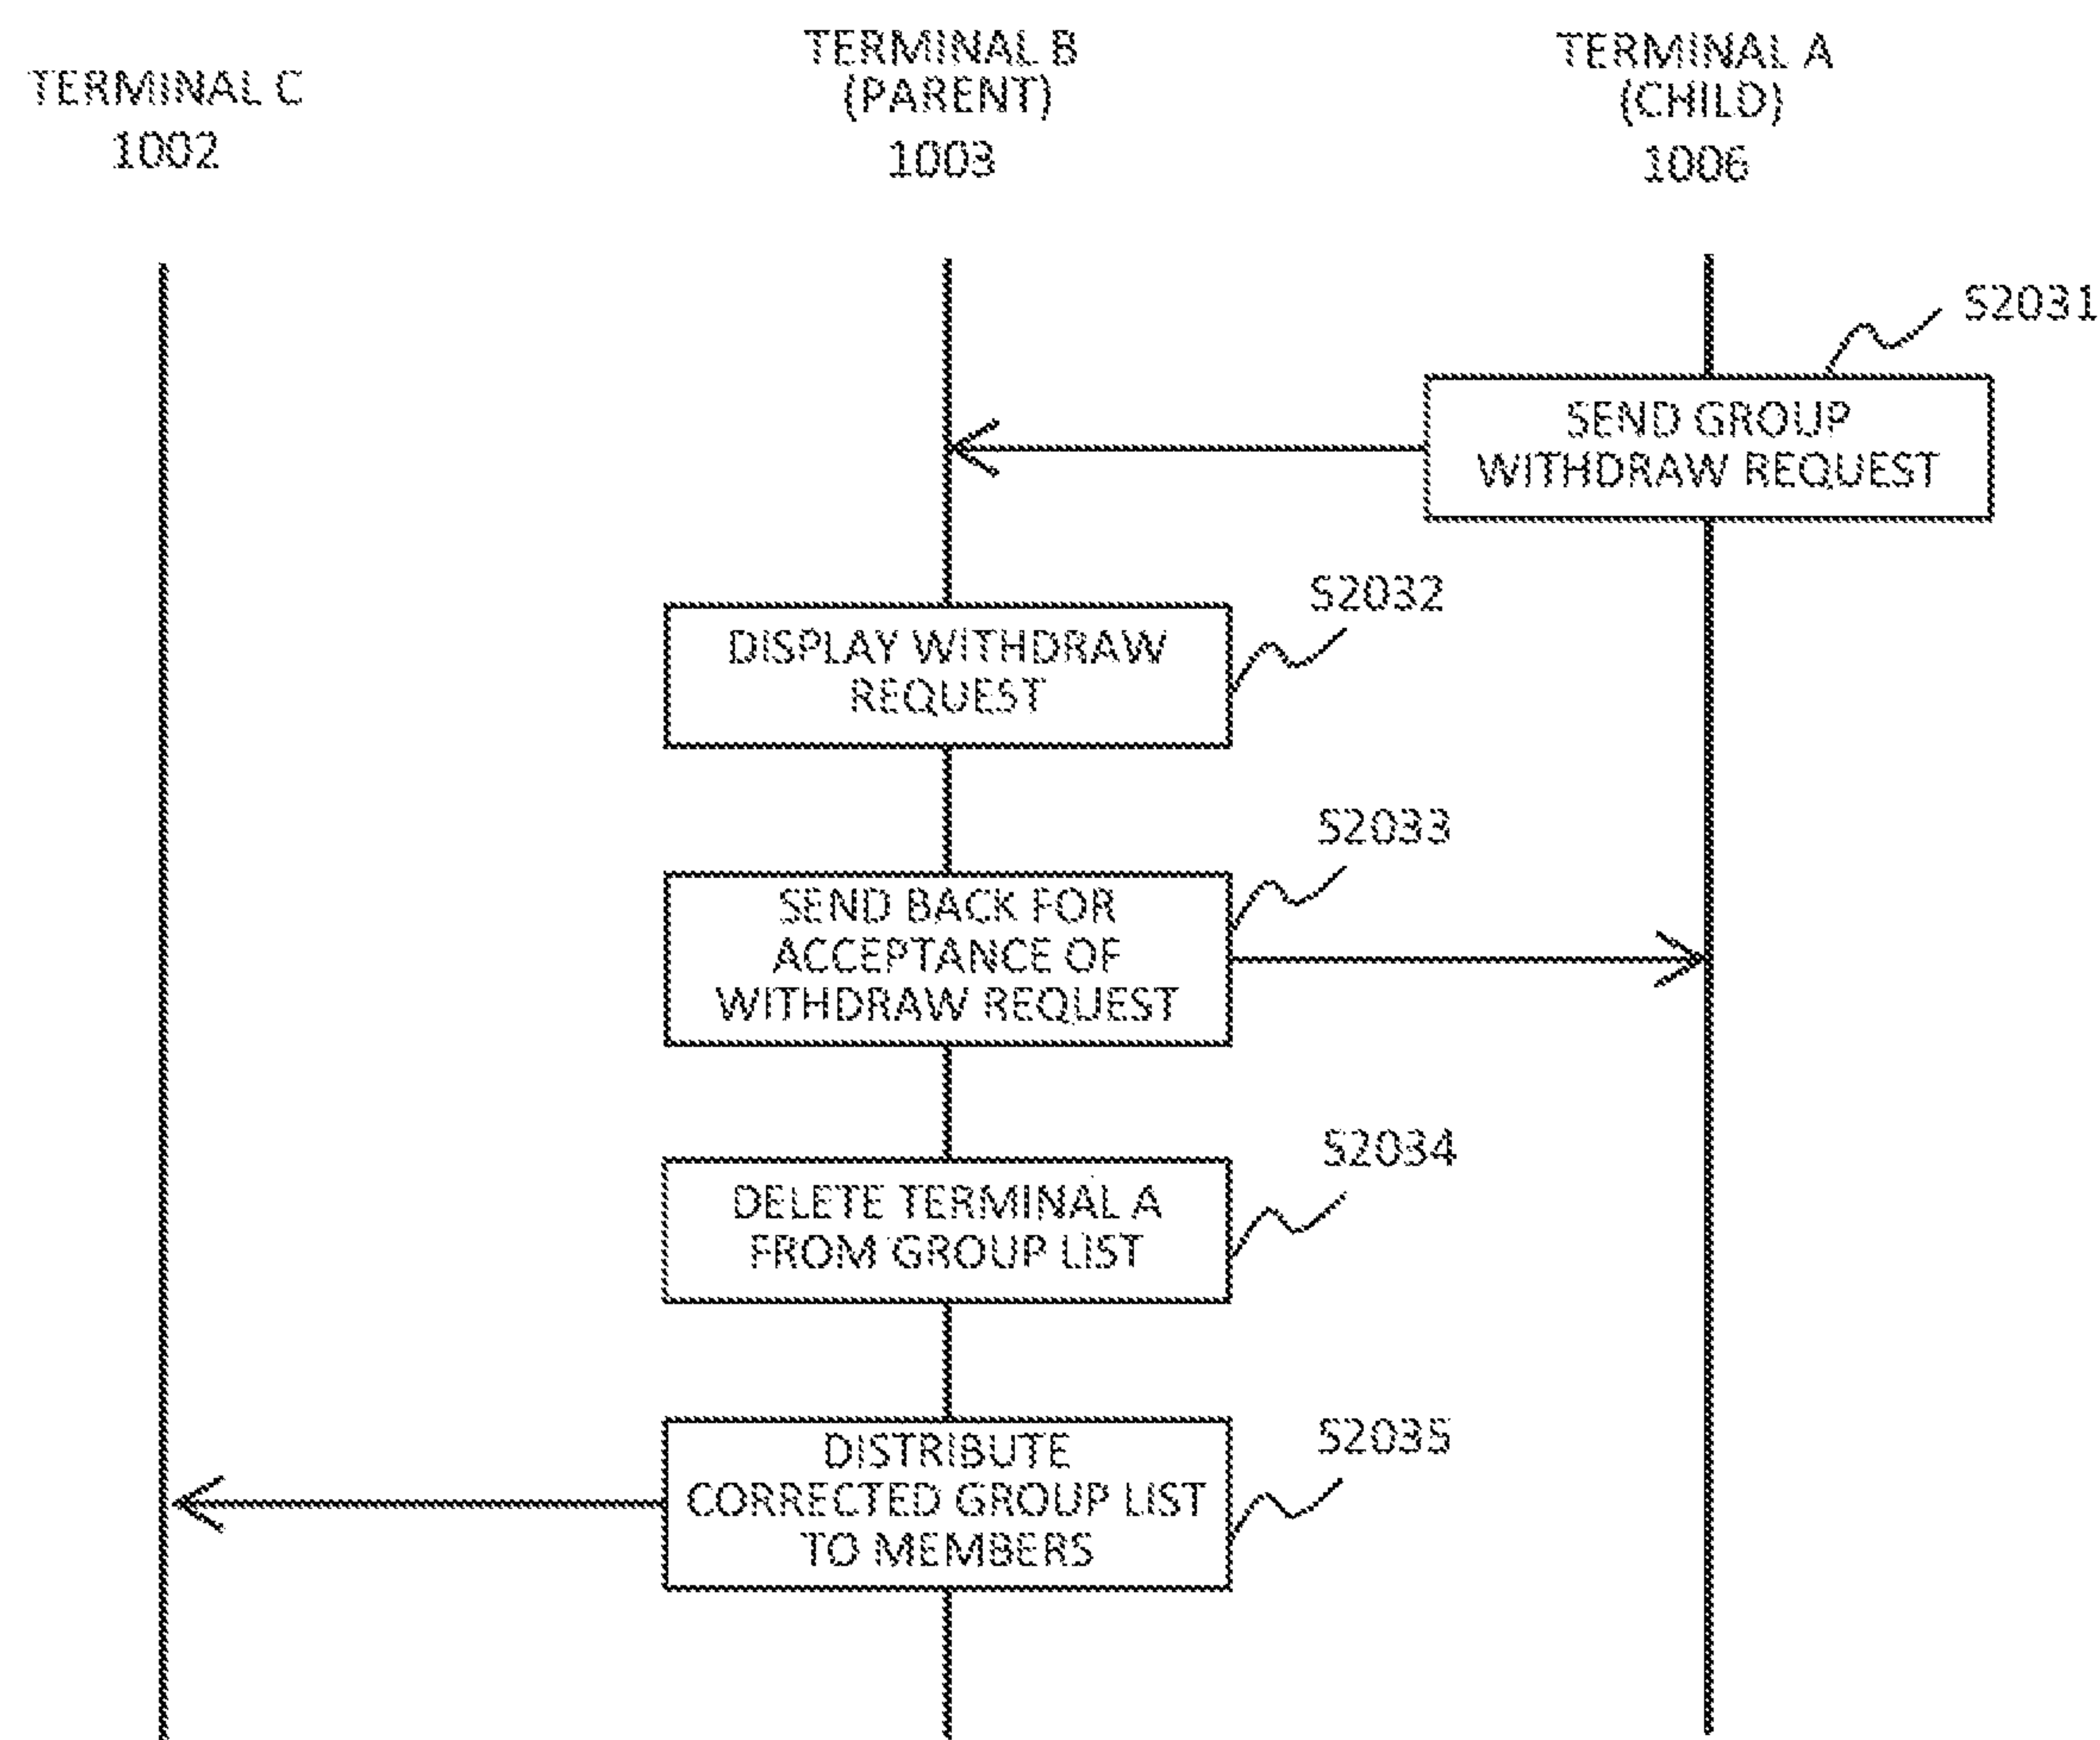 TERMINAL C
1002
TERMINAL B
(PARENT)
1003
TERMINAL A
(CHILD)
1006
S2031
SEND GROUP
WITHDRAW REQUEST
S2032
DISPLAY WITHDRAW
REQUEST
S2033
SEND BACK FOR
ACCEPTANCE OF
WITHDRAW REQUEST
S2034
DELETE TERMINAL A
FROM GROUP LIST
S2035
DISTRIBUTE
CORRECTED GROUP LIST
TO MEMBERS